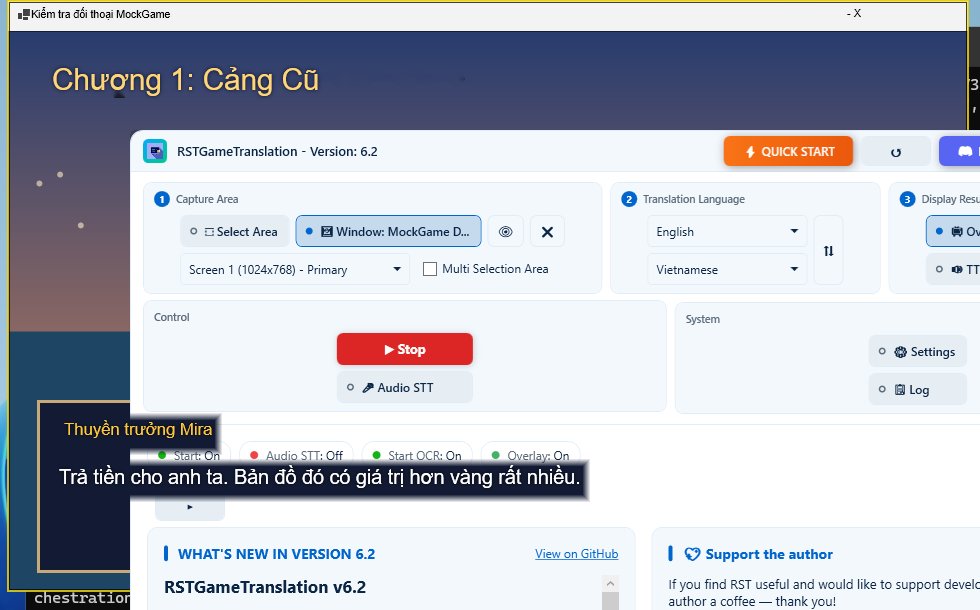 Kiểm tra đối thoại MockGame
- X
Chương 1: Cảng Cũ
RSTGameTranslation - Version: 6.2
QUICK START
1 Capture Area
Select Area
Window: MockGame D...
Screen 1 (1024x768) - Primary
Multi Selection Area
2 Translation Language
English
Vietnamese
3 Display Resu
Ov
TT
Control
Stop
Audio STT
System
Settings
Log
Thuyền trưởng Mira
Start: On
Audio STT: Off
Start OCR: On
Overlay: On
Trả tiền cho anh ta. Bản đồ đó có giá trị hơn vàng rất nhiều.
WHAT'S NEW IN VERSION 6.2
View on GitHub
RSTGameTranslation v6.2
Support the author
If you find RST useful and would like to support develo
author a coffee — thank you!
chestration